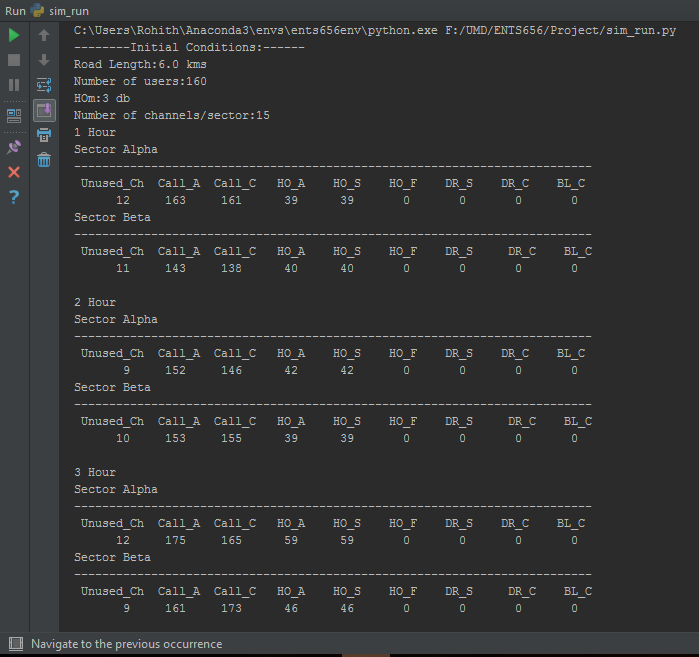 Run sim_run
C:\Users\Rohith\Anaconda3\envs\ents656env\python.exe F:/UMD/ENTS656/Project/sim_run.py
--------Initial Conditions:------
Road Length:6.0 kms
Number of users:160
HOm:3 db
Number of channels/sector:15
1 Hour
Sector Alpha
--------------------------------------------------------------------------
Unused_Ch Call_A Call_C HO_A HO_S HO_F DR_S DR_C BL_C
12 163 161 39 39 0 0 0 0
Sector Beta
--------------------------------------------------------------------------
Unused_Ch Call_A Call_C HO_A HO_S HO_F DR_S DR_C BL_C
11 143 138 40 40 0 0 0 0
2 Hour
Sector Alpha
--------------------------------------------------------------------------
Unused_Ch Call_A Call_C HO_A HO_S HO_F DR_S DR_C BL_C
9 152 146 42 42 0 0 0 0
Sector Beta
--------------------------------------------------------------------------
Unused_Ch Call_A Call_C HO_A HO_S HO_F DR_S DR_C BL_C
10 153 155 39 39 0 0 0 0
3 Hour
Sector Alpha
--------------------------------------------------------------------------
Unused_Ch Call_A Call_C HO_A HO_S HO_F DR_S DR_C BL_C
12 175 165 59 59 0 0 0 0
Sector Beta
--------------------------------------------------------------------------
Unused_Ch Call_A Call_C HO_A HO_S HO_F DR_S DR_C BL_C
9 161 173 46 46 0 0 0 0
Navigate to the previous occurrence